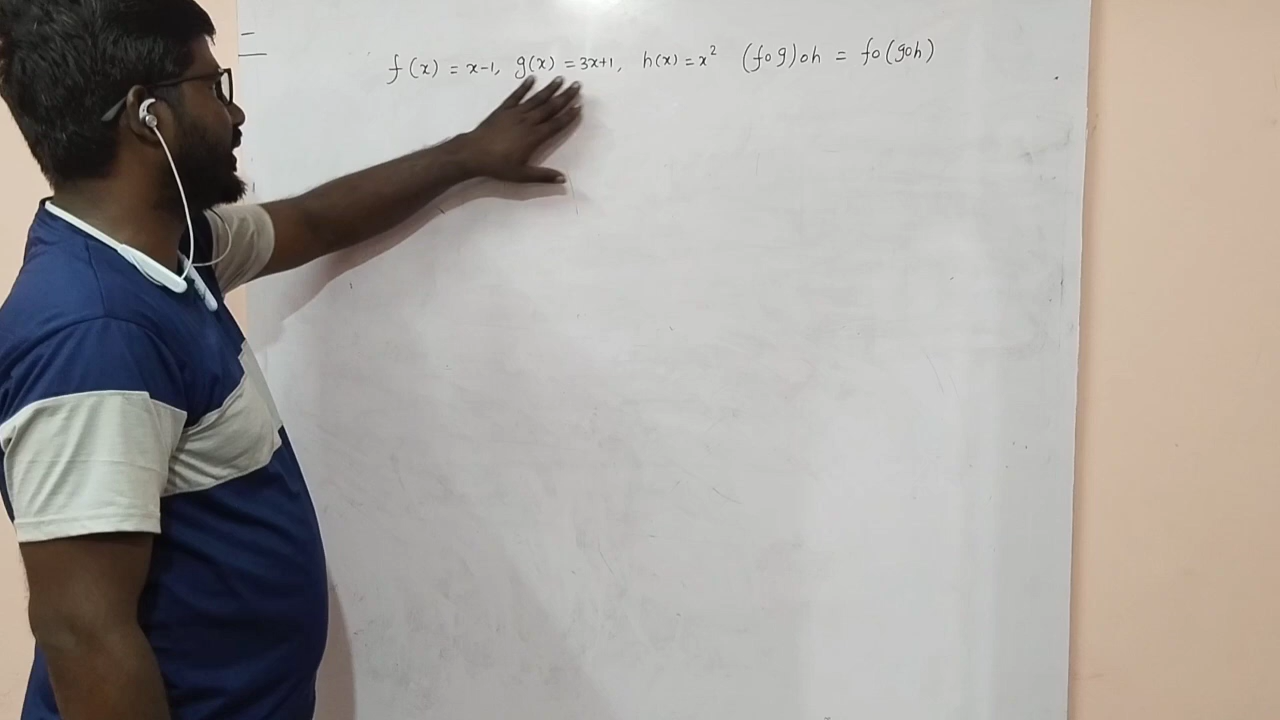 f(x) = x-1, g(x) = 3x+1, h(x) = x² (fog)oh = fo(goh)